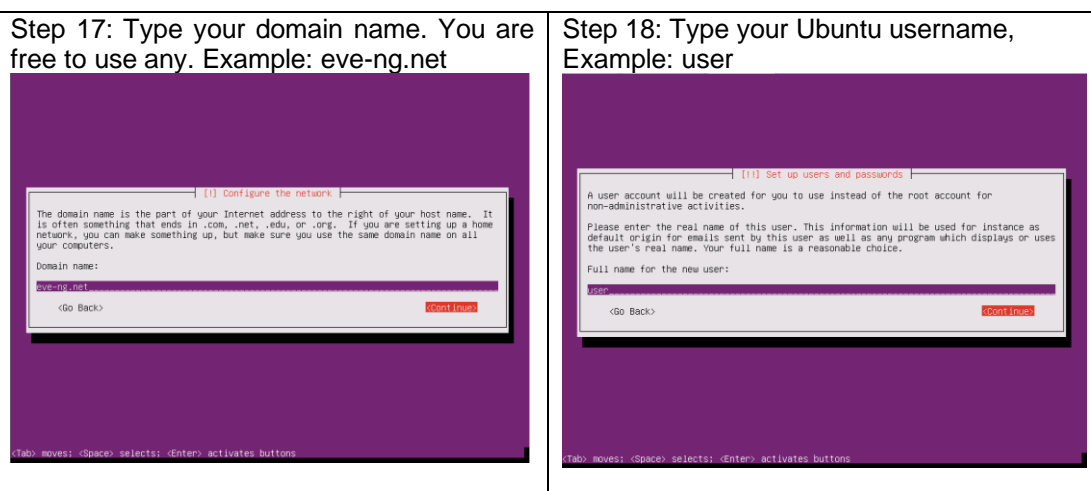 Step 17: Type your domain name. You are
free to use any. Example: eve-ng.net
[!] Configure the network
The domain name is the part of your Internet address to the right of your host name.  It
is often something that ends in .com, .net, .edu, or .org.  If you are setting up a home
network, you can make something up, but make sure you use the same domain name on all
your computers.
Domain name:
eve-ng.net
<Go Back>
<Continue>
<Tab> moves; <Space> selects; <Enter> activates buttons
Step 18: Type your Ubuntu username,
Example: user
[!!] Set up users and passwords
A user account will be created for you to use instead of the root account for
non-administrative activities.
Please enter the real name of this user. This information will be used for instance as
default origin for emails sent by this user as well as any program which displays or uses
the user's real name. Your full name is a reasonable choice.
Full name for the new user:
user
<Go Back>
<Continue>
<Tab> moves; <Space> selects; <Enter> activates buttons